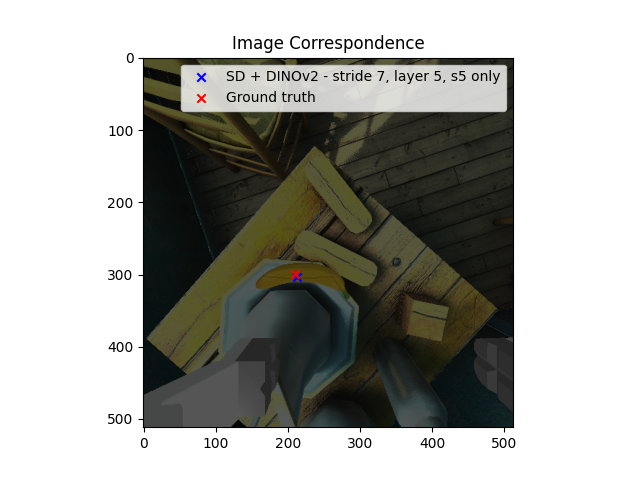 Image Correspondence
SD + DINOv2 - stride 7, layer 5, s5 only
Ground truth
0
100
200
300
400
500
0 100 200 300 400 500